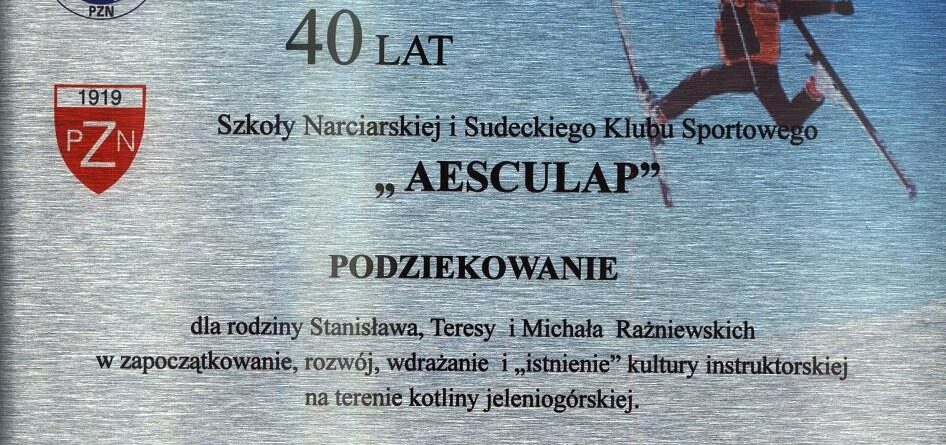 PZN
40 LAT
1919
PZN
Szkoły Narciarskiej i Sudeckiego Klubu Sportowego
„ AESCULAP”
PODZIEKOWANIE
dla rodziny Stanisława, Teresy i Michała Rażniewskich
w zapoczątkowanie, rozwój, wdrażanie i „istnienie” kultury instruktorskiej
na terenie kotliny jeleniogórskiej.